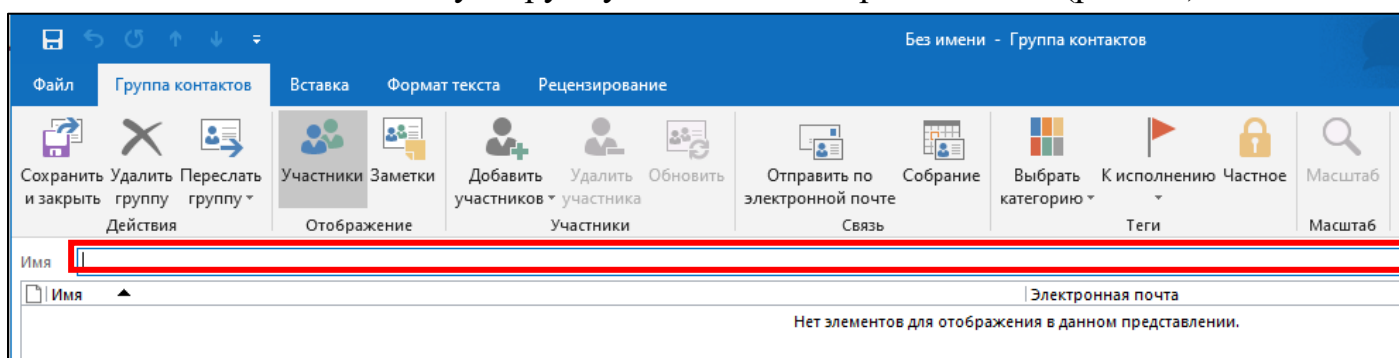 Без имени - Группа контактов
Файл Группа контактов Вставка Формат текста Рецензирование
Сохранить и закрыть
Удалить группу
Переслать группу
Участники
Заметки
Добавить участников
Удалить участника
Обновить
Отправить по электронной почте
Собрание
Выбрать категорию
К исполнению
Частное
Масштаб
Действия Отображение Участники Связь Теги Масштаб
Имя
Имя Электронная почта
Нет элементов для отображения в данном представлении.